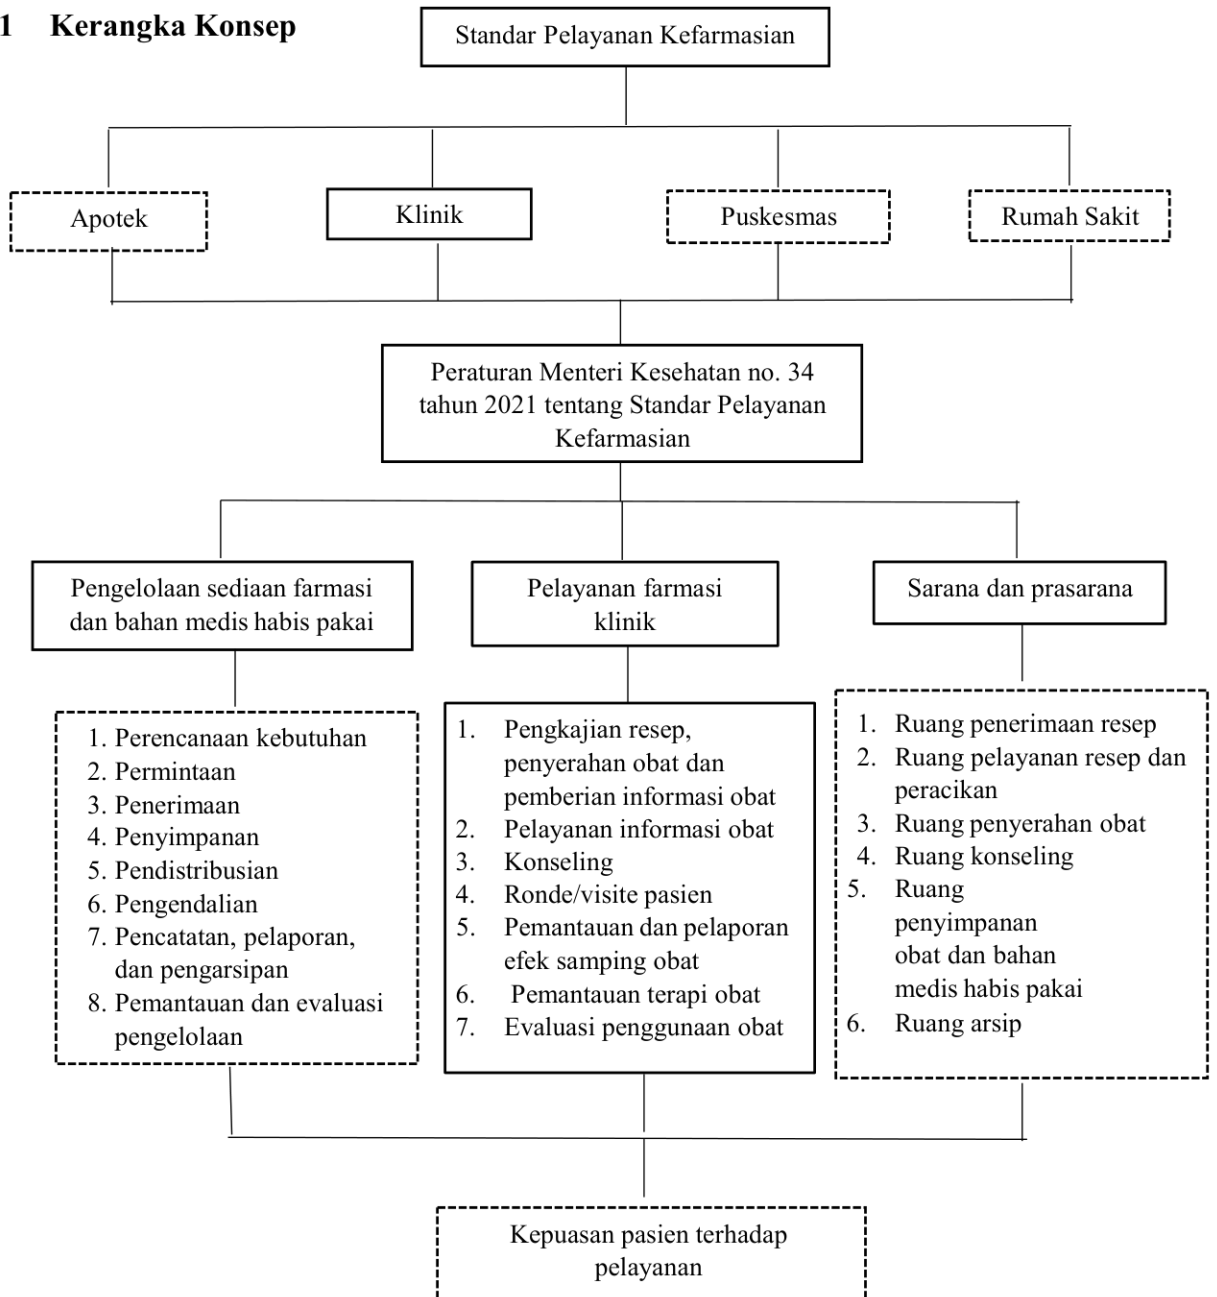 1 Kerangka Konsep
Standar Pelayanan Kefarmasian
Apotek
Klinik
Puskesmas
Rumah Sakit
Peraturan Menteri Kesehatan no. 34
tahun 2021 tentang Standar Pelayanan
Kefarmasian
Pengelolaan sediaan farmasi
dan bahan medis habis pakai
Pelayanan farmasi
klinik
Sarana dan prasarana
1. Perencanaan kebutuhan
2. Permintaan
3. Penerimaan
4. Penyimpanan
5. Pendistribusian
6. Pengendalian
7. Pencatatan, pelaporan,
dan pengarsipan
8. Pemantauan dan evaluasi
pengelolaan
1. Pengkajian resep,
penyerahan obat dan
pemberian informasi obat
2. Pelayanan informasi obat
3. Konseling
4. Ronde/visite pasien
5. Pemantauan dan pelaporan
efek samping obat
6. Pemantauan terapi obat
7. Evaluasi penggunaan obat
1. Ruang penerimaan resep
2. Ruang pelayanan resep dan
peracikan
3. Ruang penyerahan obat
4. Ruang konseling
5. Ruang
penyimpanan
obat dan bahan
medis habis pakai
6. Ruang arsip
Kepuasan pasien terhadap
pelayanan